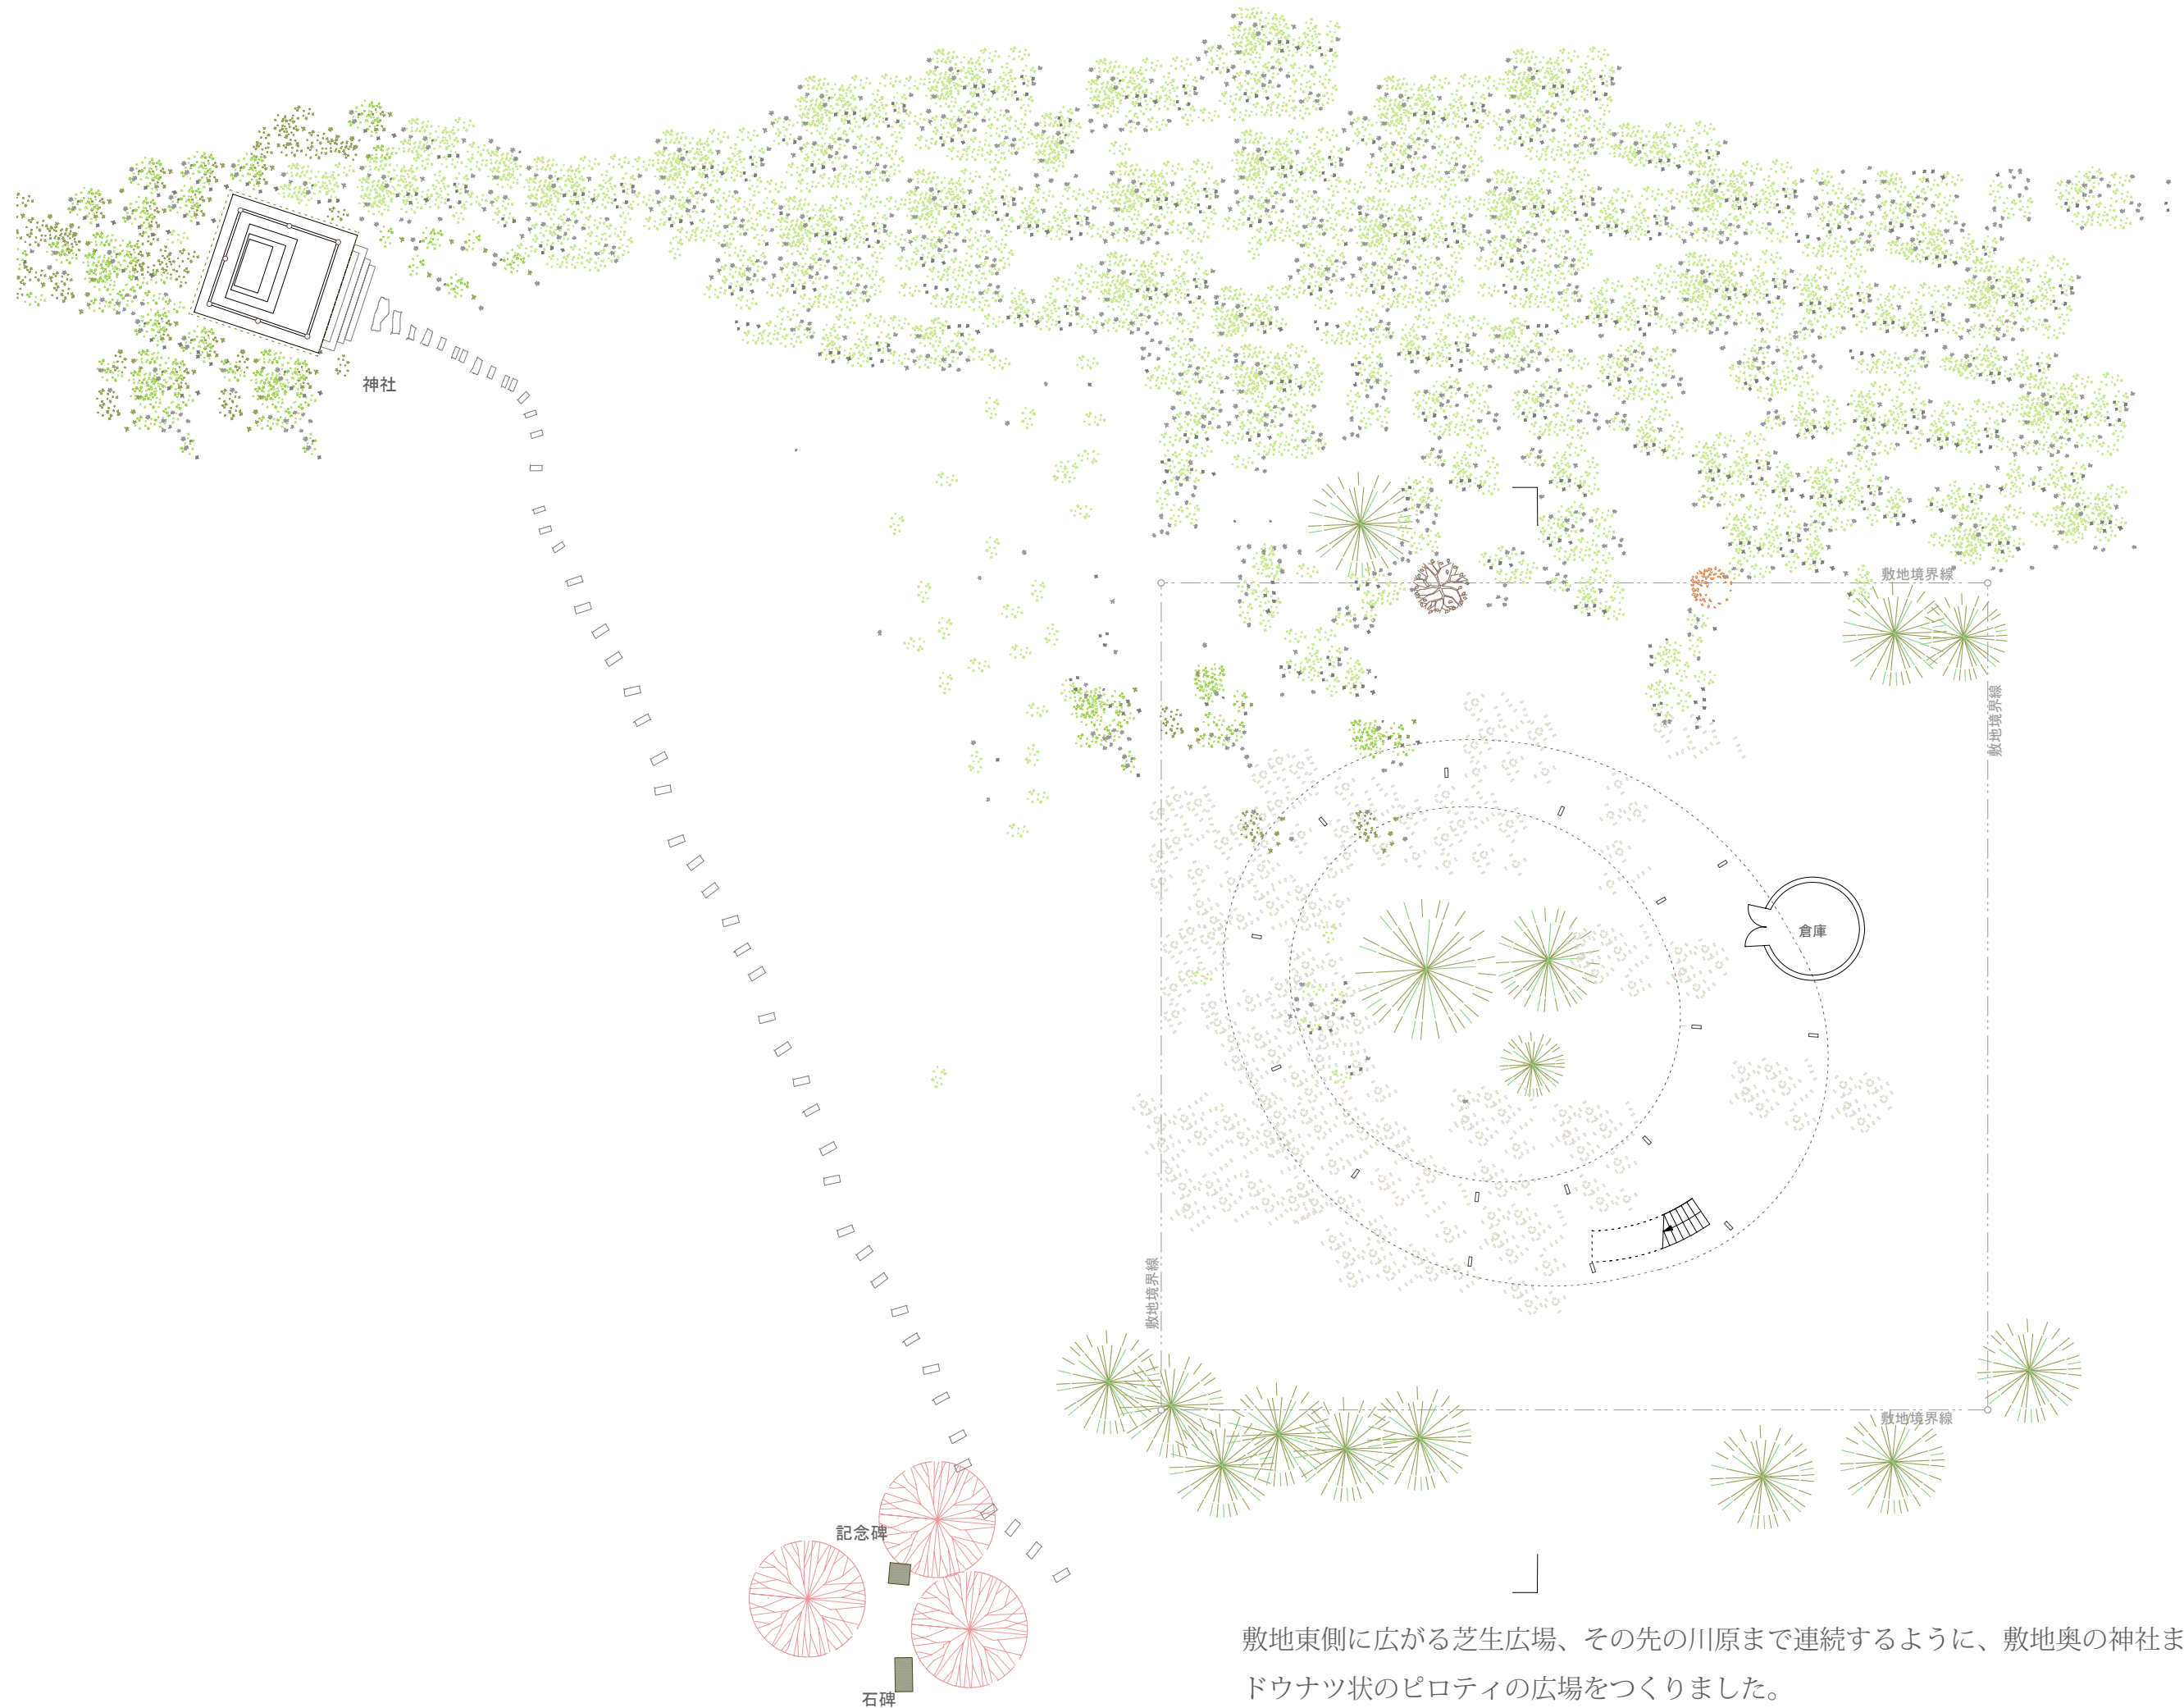 神社
敷地境界線
敷地境界線
倉庫
敷地境界線
敷地境界線
記念碑
石碑
敷地東側に広がる芝生広場、その先の川原まで連続するように、敷地奥の神社ま
ドウナツ状のピロティの広場をつくりました。